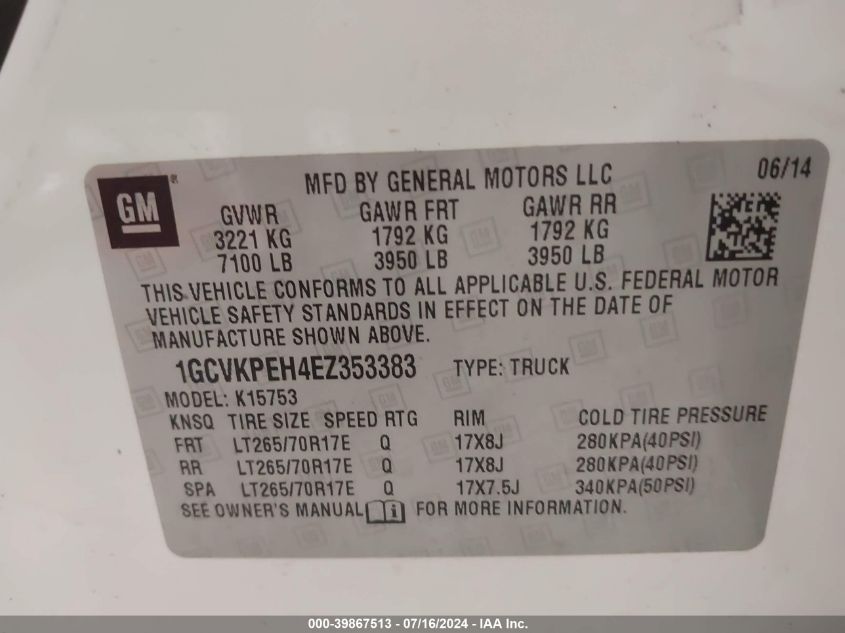 GM®
MFD BY GENERAL MOTORS LLC 06/14
GVWR GAWR FRT GAWR RR
3221 KG 1792 KG 1792 KG
7100 LB 3950 LB 3950 LB
THIS VEHICLE CONFORMS TO ALL APPLICABLE U.S. FEDERAL MOTOR
VEHICLE SAFETY STANDARDS IN EFFECT ON THE DATE OF
MANUFACTURE SHOWN ABOVE.
1GCVKPEH4EZ353383 TYPE: TRUCK
MODEL: K15753
KNSQ TIRE SIZE SPEED RTG RIM COLD TIRE PRESSURE
FRT LT265/70R17E Q 17X8J 280KPA(40PSI)
RR LT265/70R17E Q 17X8J 280KPA(40PSI)
SPA LT265/70R17E Q 17X7.5J 340KPA(50PSI)
SEE OWNER'S MANUAL i FOR MORE INFORMATION.
000-39867513 - 07/16/2024 - IAA Inc.